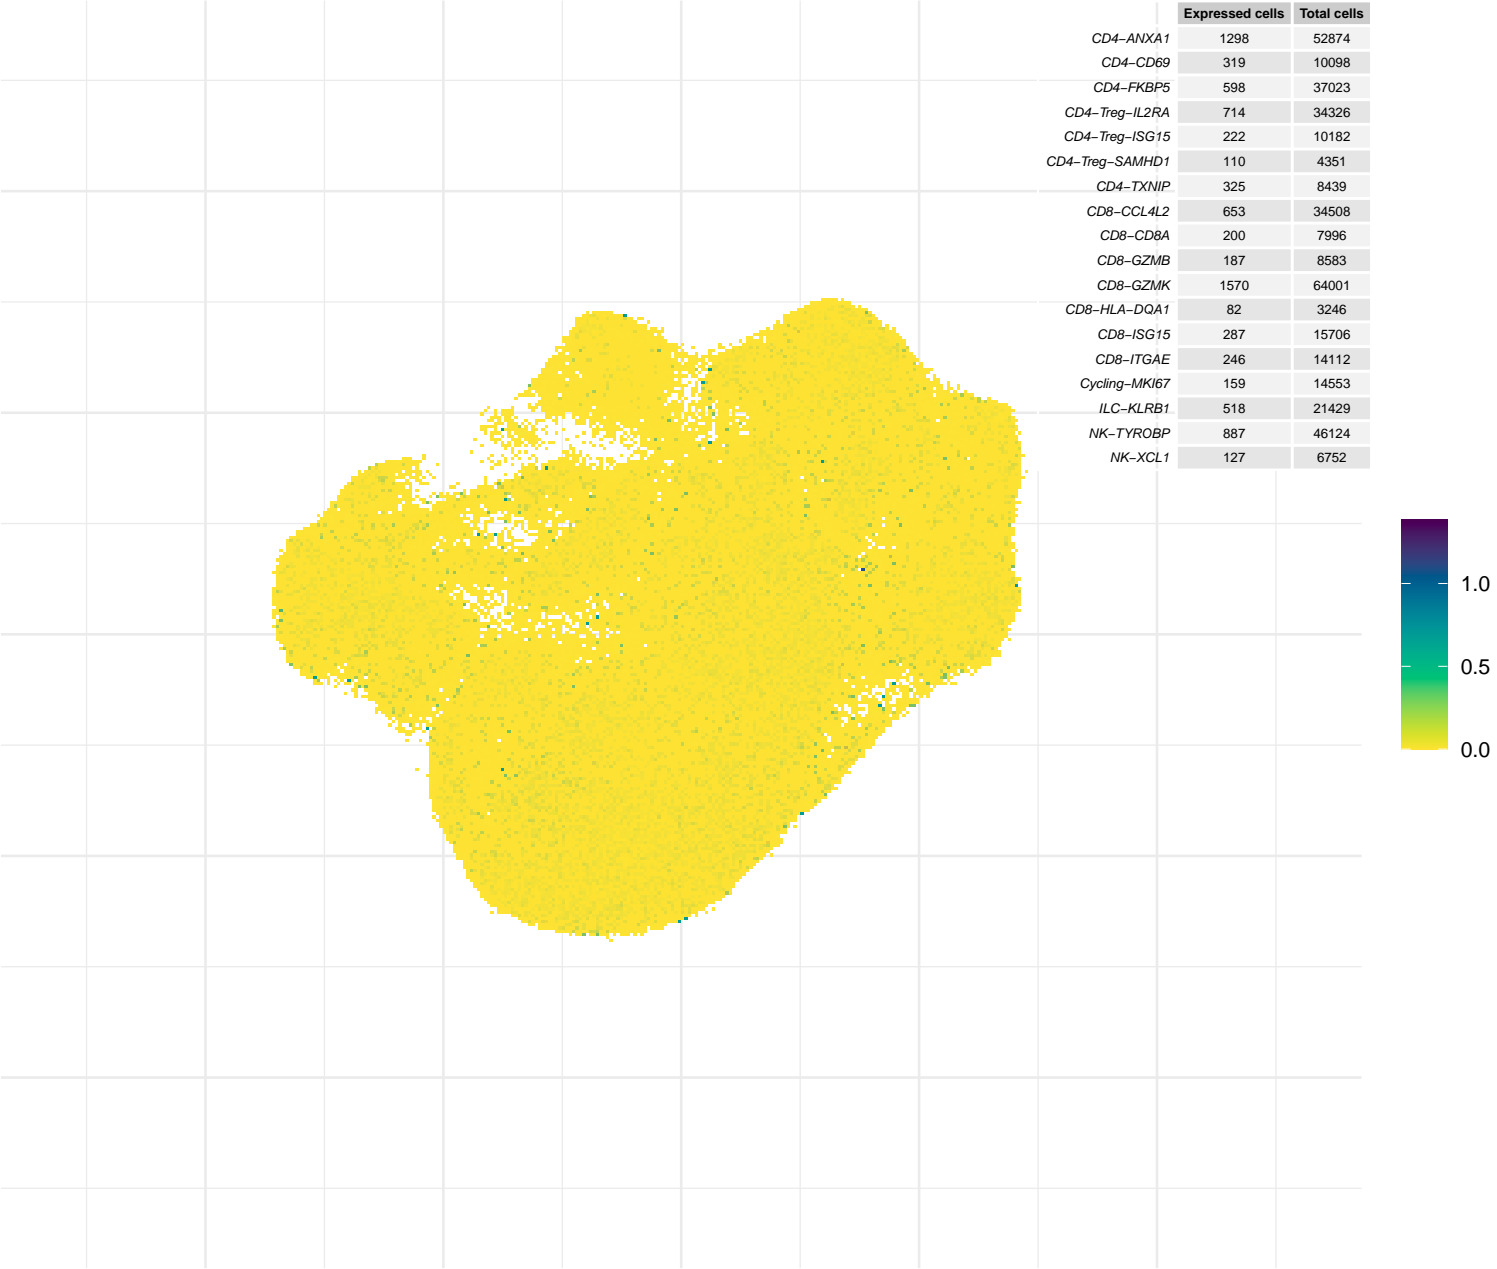 Expressed cells Total cells
CD4−ANXA1 1298 52874
CD4−CD69 319 10098
CD4−FKBP5 598 37023
CD4−Treg−IL2RA 714 34326
CD4−Treg−ISG15 222 10182
CD4−Treg−SAMHD1 110 4351
CD4−TXNIP 325 8439
CD8−CCL4L2 653 34508
CD8−CD8A 200 7996
CD8−GZMB 187 8583
CD8−GZMK 1570 64001
CD8−HLA−DQA1 82 3246
CD8−ISG15 287 15706
CD8−ITGAE 246 14112
Cycling−MKI67 159 14553
ILC−KLRB1 518 21429
NK−TYROBP 887 46124
NK−XCL1 127 6752
1.0
0.5
0.0